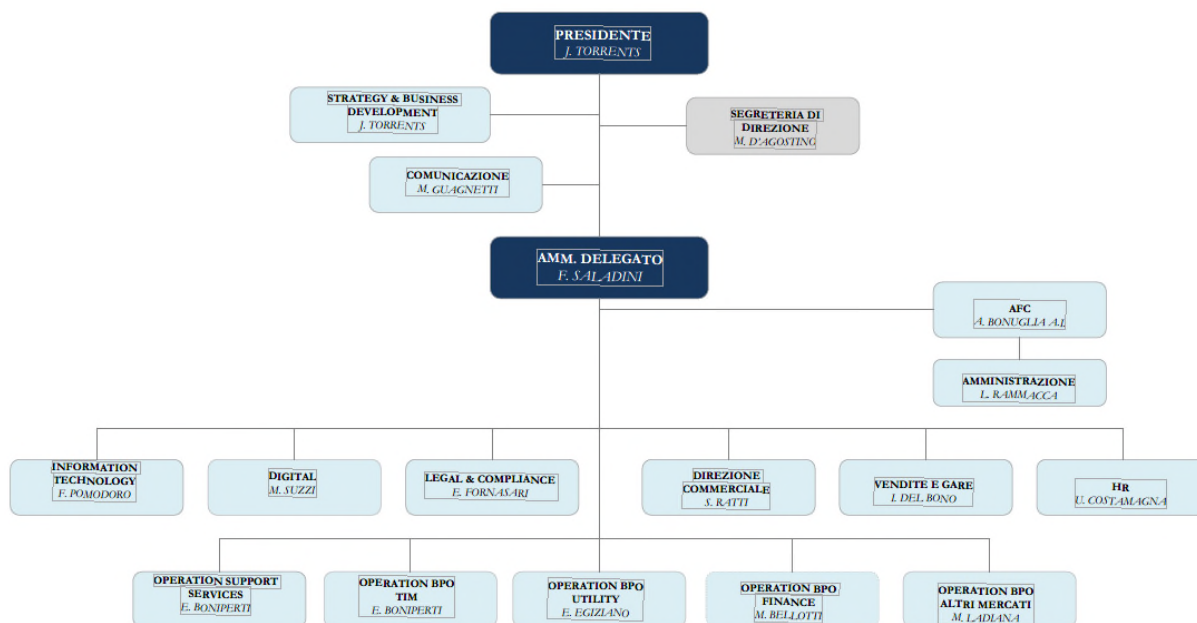 PRESIDENTE
J. TORRENTS
STRATEGY & BUSINESS
DEVELOPMENT
J. TORRENTS
SEGRETERIA DI
DIREZIONE
M. D'AGOSTINO
COMUNICAZIONE
M. GUAGNETTI
AMM. DELEGATO
F. SALADINI
AFC
A. BONUGLIA A.I.
AMMINISTRAZIONE
L. RAMMACCA
INFORMATION
TECHNOLOGY
F. POMODORO
DIGITAL
M. SUZZI
LEGAL & COMPLIANCE
E. FORNASARI
DIREZIONE
COMMERCIALE
S. RATTI
VENDITE E GARE
I. DEL BONO
HR
U. COSTAMAGNA
OPERATION SUPPORT
SERVICES
E. BONIPERTI
OPERATION BPO
TIM
E. BONIPERTI
OPERATION BPO
UTILITY
E. EGIZIANO
OPERATION BPO
FINANCE
M. BELLOTTI
OPERATION BPO
ALTRI MERCATI
M. LADIANA